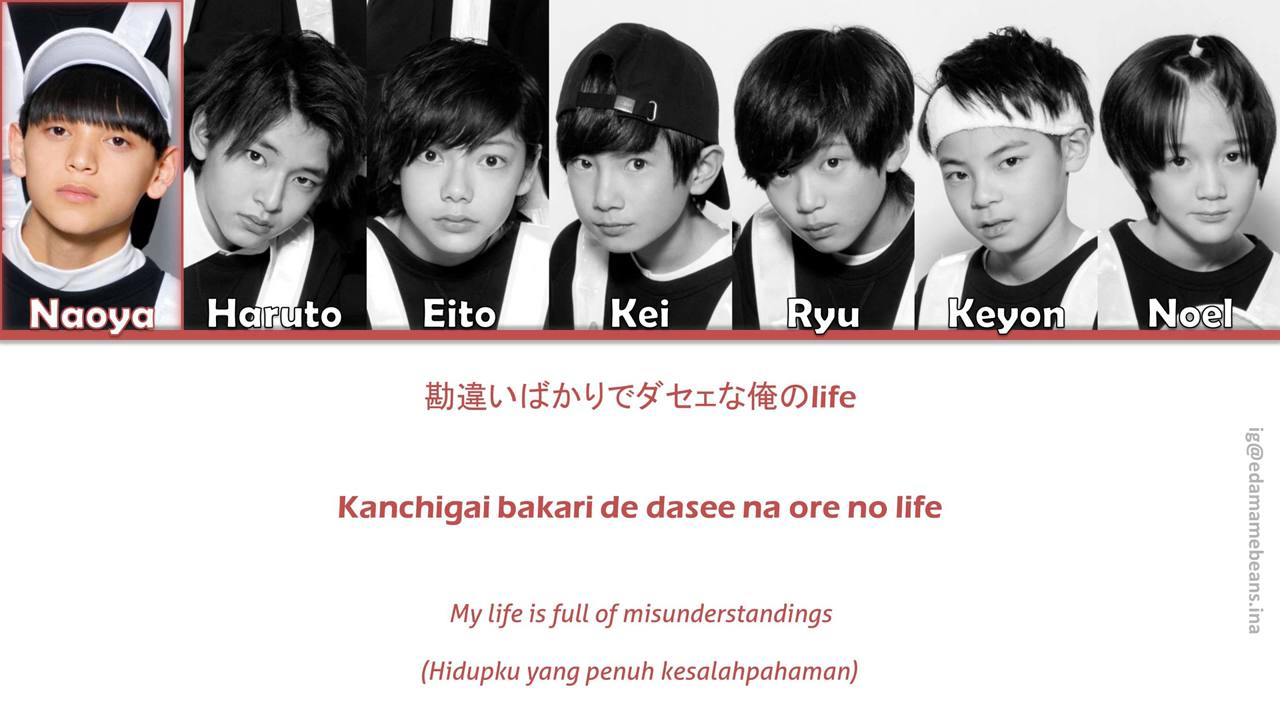 Naoya Haruto Eito Kei Ryu Keyon Noel
勘違いばかりでダセェな俺のlife
Kanchigai bakari de dasee na ore no life
My life is full of misunderstandings
(Hidupku yang penuh kesalahpahaman)
ig@edamamebeans.ina